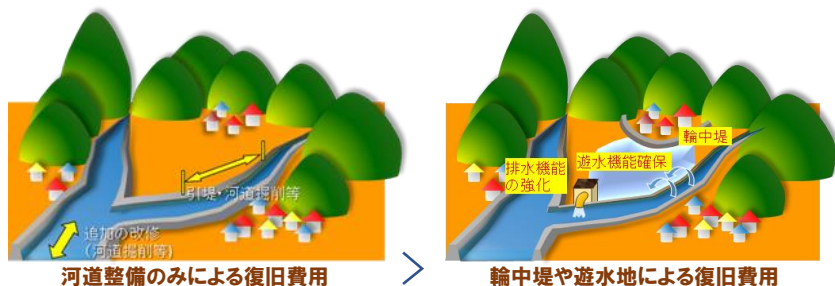 引堤・河道掘削等
追加の改修
(河道掘削等)
河道整備のみによる復旧費用
>
輪中堤
遊水機能確保
排水機能
の強化
輪中堤や遊水地による復旧費用